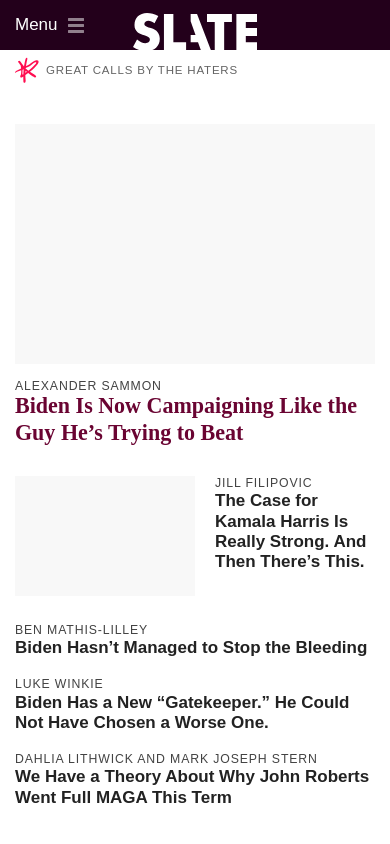 Menu
SLATE
GREAT CALLS BY THE HATERS
ALEXANDER SAMMON
Biden Is Now Campaigning Like the
Guy He’s Trying to Beat
JILL FILIPOVIC
The Case for
Kamala Harris Is
Really Strong. And
Then There’s This.
BEN MATHIS-LILLEY
Biden Hasn’t Managed to Stop the Bleeding
LUKE WINKIE
Biden Has a New “Gatekeeper.” He Could
Not Have Chosen a Worse One.
DAHLIA LITHWICK AND MARK JOSEPH STERN
We Have a Theory About Why John Roberts
Went Full MAGA This Term